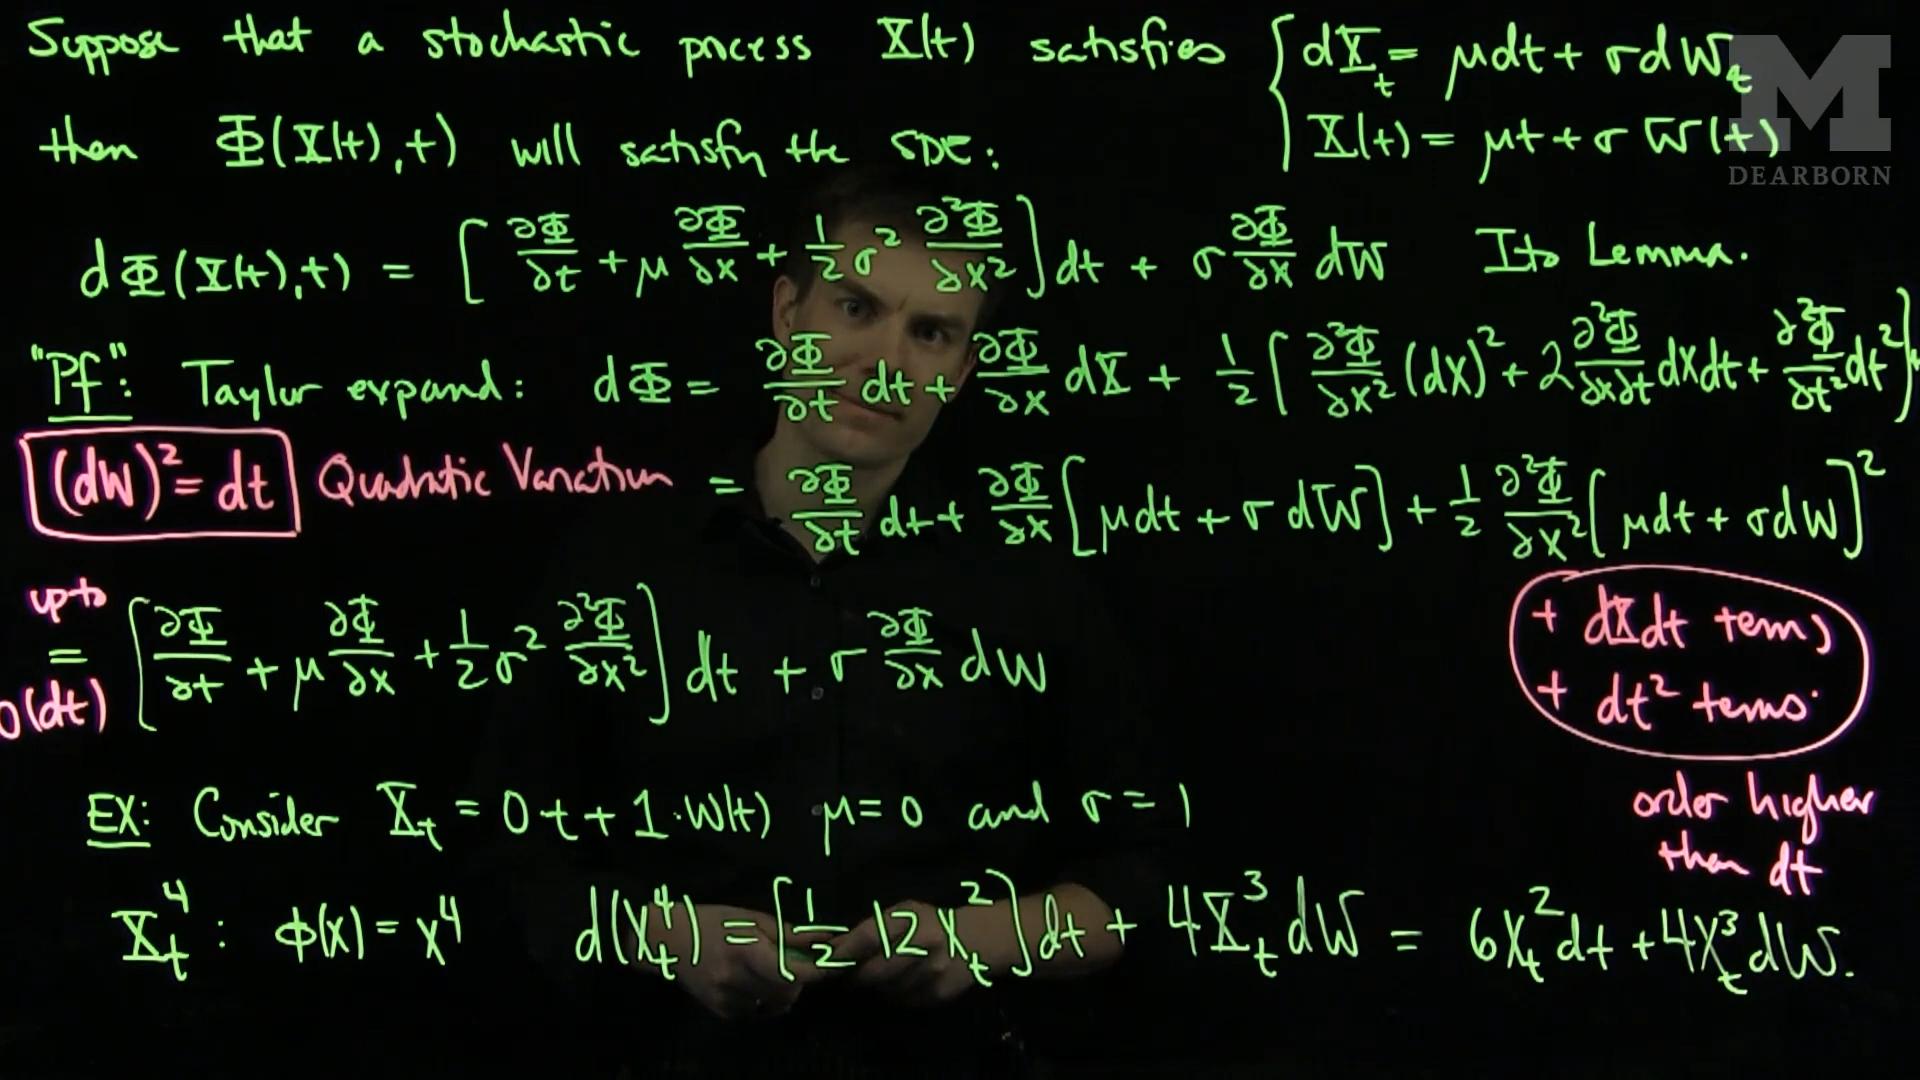 Suppose that a stochastic process X(t) satisfies { dX_t = μdt + σdW_t
then Φ(X(t),t) will satisfy the SDE: X(t) = μt + σW(t)
DEARBORN
dΦ(X(t),t) = [∂Φ/∂t + μ ∂Φ/∂x + 1/2 σ² ∂²Φ/∂x²] dt + σ ∂Φ/∂x dW Ito Lemma.
"Pf": Taylor expand: dΦ = ∂Φ/∂t dt + ∂Φ/∂x dX + 1/2 [∂²Φ/∂x² (dX)² + 2 ∂²Φ/∂x∂t dXdt + ∂²Φ/∂t² dt²]
(dW)² = dt Quadratic Variation = ∂Φ/∂t dt + ∂Φ/∂x [μdt + σdW] + 1/2 ∂²Φ/∂x² [μdt + σdW]²
+ dXdt terms
+ dt² terms
order higher
than dt
up to
= [∂Φ/∂t + μ ∂Φ/∂x + 1/2 σ² ∂²Φ/∂x²] dt + σ ∂Φ/∂x dW
o(dt)
EX: Consider X_t = 0t + 1·W(t) μ = 0 and σ = 1
X_t⁴ : φ(x) = x⁴ d(X_t⁴) = [1/2 12X_t²] dt + 4X_t³ dW = 6X_t² dt + 4X_t³ dW.